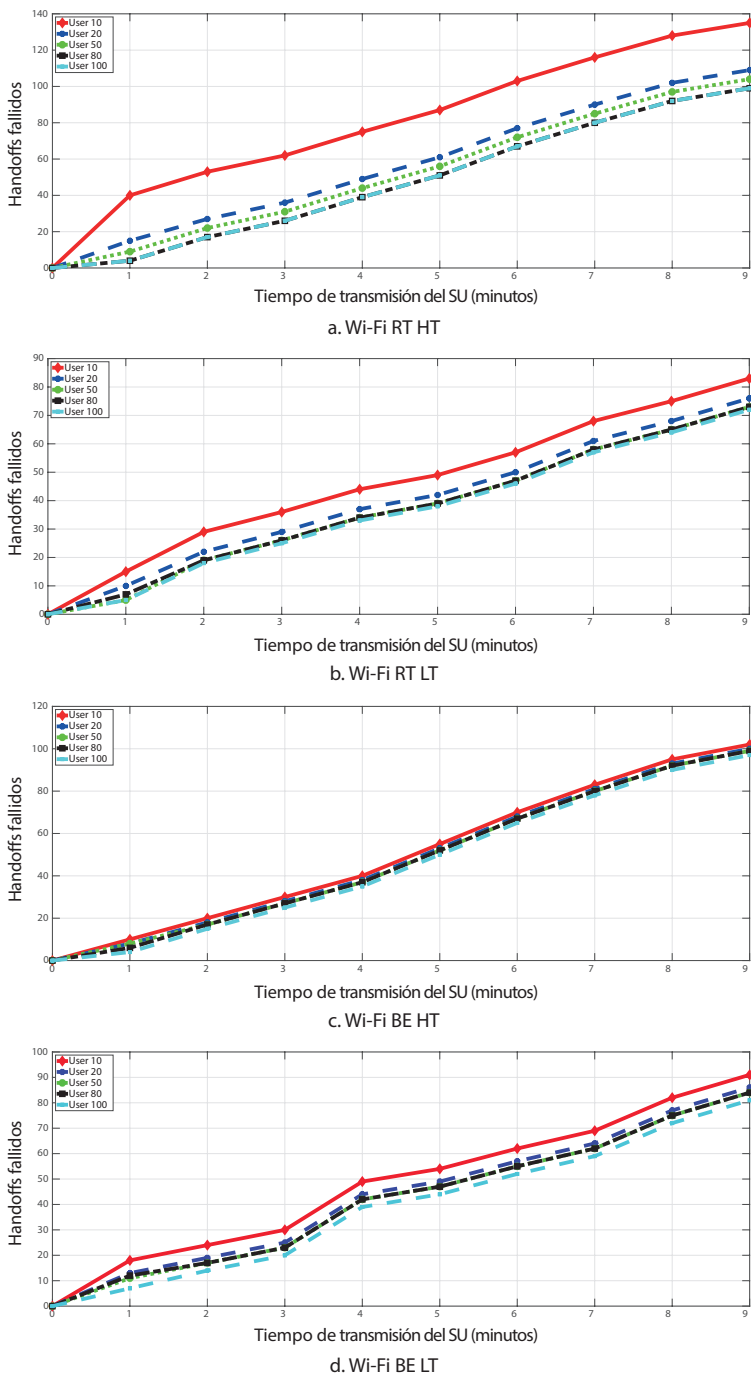 140
120
100
80
60
40
20
0
Handoffs fallidos
User 10
User 20
User 50
User 80
User 100
0 1 2 3 4 5 6 7 8 9
Tiempo de transmisión del SU (minutos)
a. Wi-Fi RT HT
90
80
70
60
50
40
30
20
10
0
Handoffs fallidos
User 10
User 20
User 50
User 80
User 100
0 1 2 3 4 5 6 7 8 9
Tiempo de transmisión del SU (minutos)
b. Wi-Fi RT LT
120
100
80
60
40
20
0
Handoffs fallidos
User 10
User 20
User 50
User 80
User 100
0 1 2 3 4 5 6 7 8 9
Tiempo de transmisión del SU (minutos)
c. Wi-Fi BE HT
100
90
80
70
60
50
40
30
20
10
0
Handoffs fallidos
User 10
User 20
User 50
User 80
User 100
0 1 2 3 4 5 6 7 8 9
Tiempo de transmisión del SU (minutos)
d. Wi-Fi BE LT